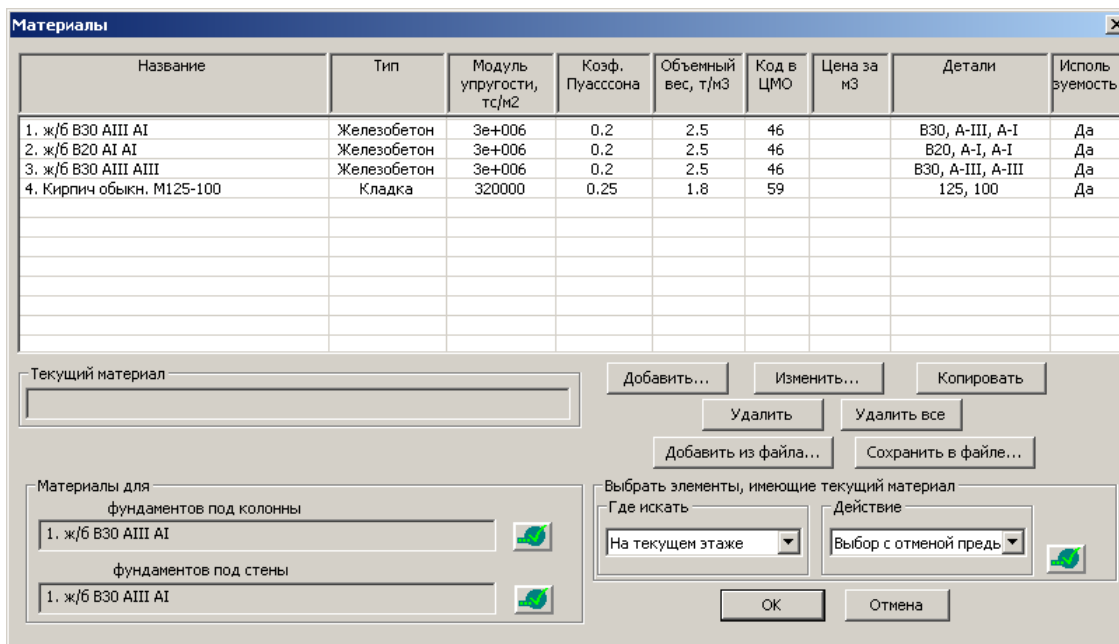 Материалы
Название Тип Модуль упругости, тс/м2 Коэф. Пуасссона Объемный вес, т/м3 Код в ЦМО Цена за м3 Детали Исполь зуемость
1. ж/б В30 АIII АI Железобетон 3e+006 0.2 2.5 46 В30, А-III, А-I Да
2. ж/б В20 АI АI Железобетон 3e+006 0.2 2.5 46 В20, А-I, А-I Да
3. ж/б В30 АIII АIII Железобетон 3e+006 0.2 2.5 46 В30, А-III, А-III Да
4. Кирпич обыкн. М125-100 Кладка 320000 0.25 1.8 59 125, 100 Да
Текущий материал
Добавить... Изменить... Копировать
Удалить Удалить все
Добавить из файла... Сохранить в файле...
Материалы для
фундаментов под колонны
1. ж/б В30 АIII АI
фундаментов под стены
1. ж/б В30 АIII АI
Выбрать элементы, имеющие текущий материал
Где искать Действие
На текущем этаже Выбор с отменой предь
ОК Отмена